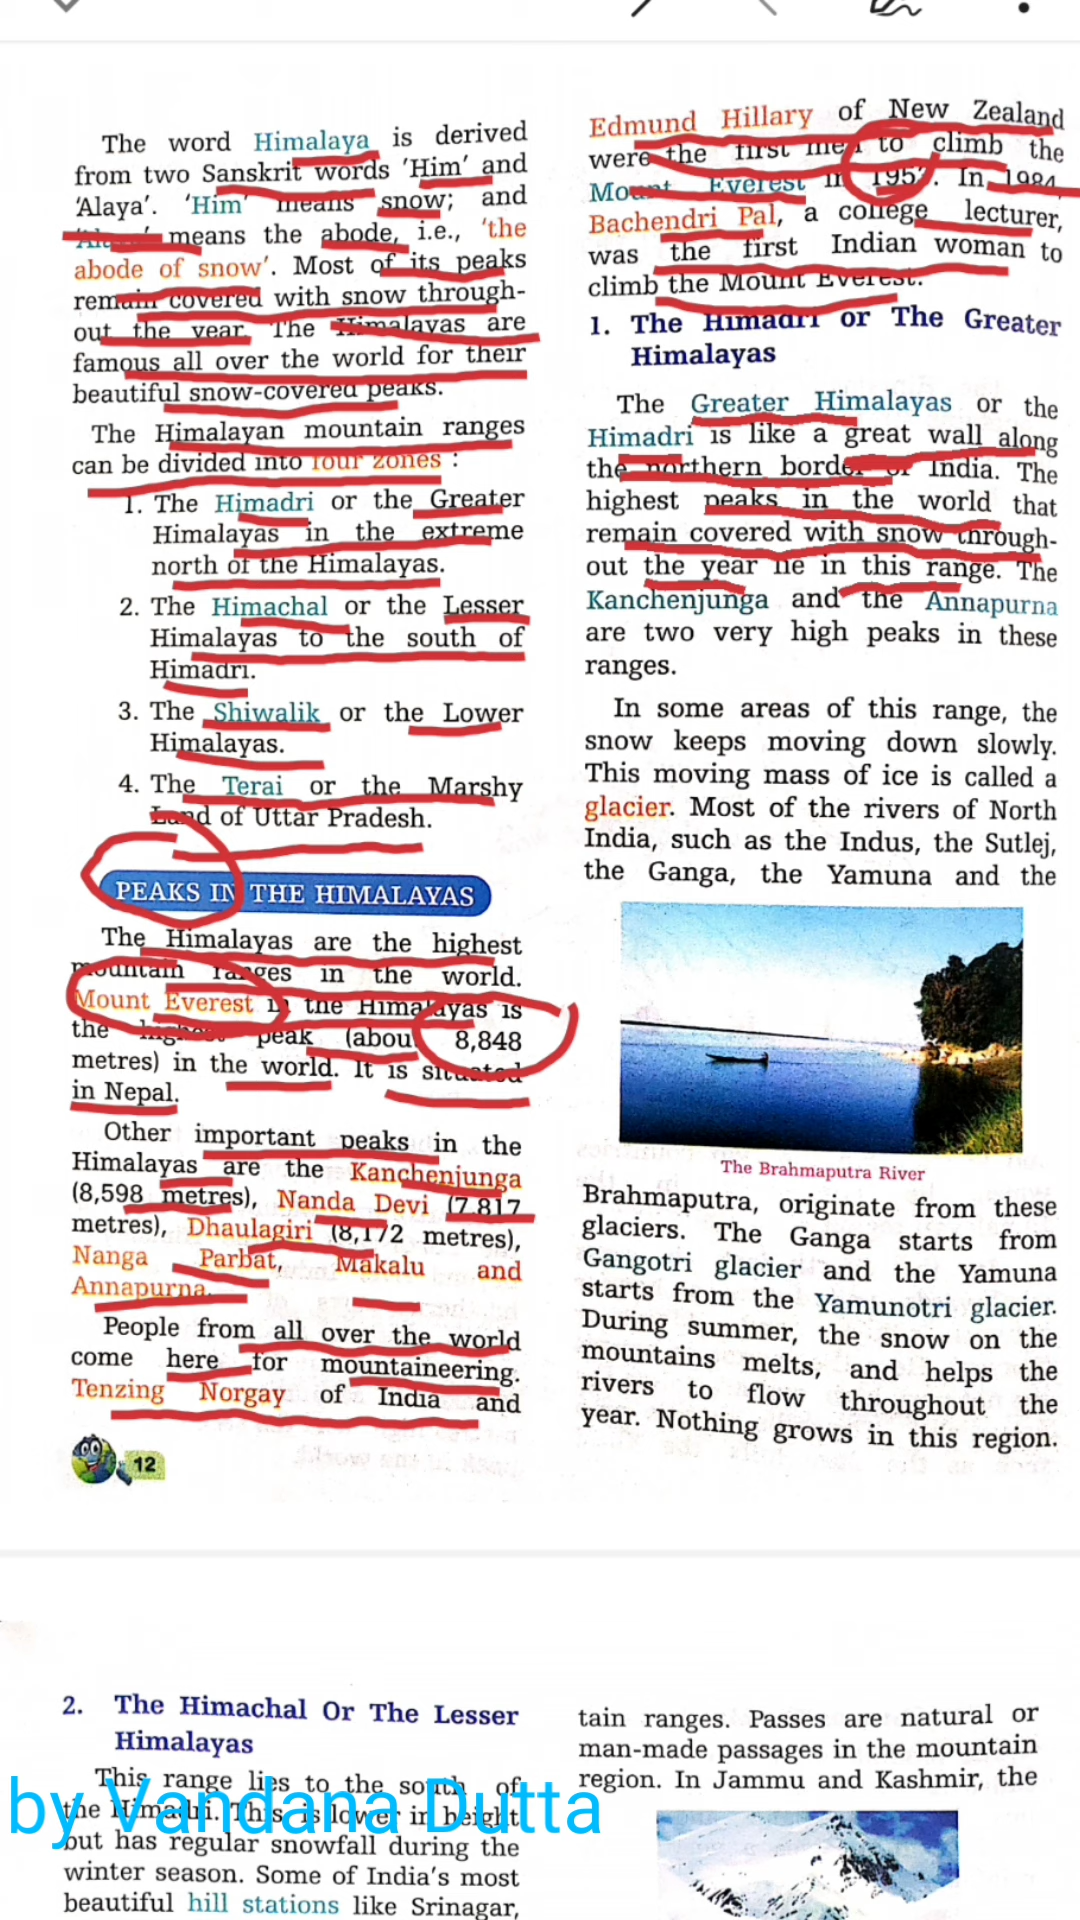 The word Himalaya is derived
from two Sanskrit words ‘Him’ and
‘Alaya’. ‘Him’ means snow; and
means the abode, i.e., ‘the
abode of snow’. Most of its peaks
remain covered with snow through-
out the year. The Himalayas are
famous all over the world for their
beautiful snow-covered peaks.
The Himalayan mountain ranges
can be divided into four zones :
1. The Himadri or the Greater
Himalayas in the extreme
north of the Himalayas.
2. The Himachal or the Lesser
Himalayas to the south of
Himadri.
3. The Shiwalik or the Lower
Himalayas.
4. The Terai or the Marshy
Land of Uttar Pradesh.
PEAKS IN THE HIMALAYAS
The Himalayas are the highest
mountain ranges in the world.
Mount Everest in the Himalayas is
the highest peak (about 8,848
metres) in the world. It is situated
in Nepal.
Other important peaks in the
Himalayas are the Kanchenjunga
(8,598 metres), Nanda Devi (7,817
metres), Dhaulagiri (8,172 metres),
Nanga Parbat, Makalu and
Annapurna.
People from all over the world
come here for mountaineering.
Tenzing Norgay of India and
12
Edmund Hillary of New Zealand
were the first men to climb the
Mount Everest in . In 1984,
Bachendri Pal, a college lecturer,
was the first Indian woman to
climb the Mount Everest.
1. The Himadri or The Greater
Himalayas
The Greater Himalayas or the
Himadri is like a great wall along
the northern border of India. The
highest peaks in the world that
remain covered with snow through-
out the year lie in this range. The
Kanchenjunga and the Annapurna
are two very high peaks in these
ranges.
In some areas of this range, the
snow keeps moving down slowly.
This moving mass of ice is called a
glacier. Most of the rivers of North
India, such as the Indus, the Sutlej,
the Ganga, the Yamuna and the
The Brahmaputra River
Brahmaputra, originate from these
glaciers. The Ganga starts from
Gangotri glacier and the Yamuna
starts from the Yamunotri glacier.
During summer, the snow on the
mountains melts, and helps the
rivers to flow throughout the
year. Nothing grows in this region.
2. The Himachal Or The Lesser
Himalayas
This range lies to the south of
the Himadri. This is lower in height
by Vandana Dutta
but has regular snowfall during the
winter season. Some of India’s most
beautiful hill stations like Srinagar,
tain ranges. Passes are natural or
man-made passages in the mountain
region. In Jammu and Kashmir, the